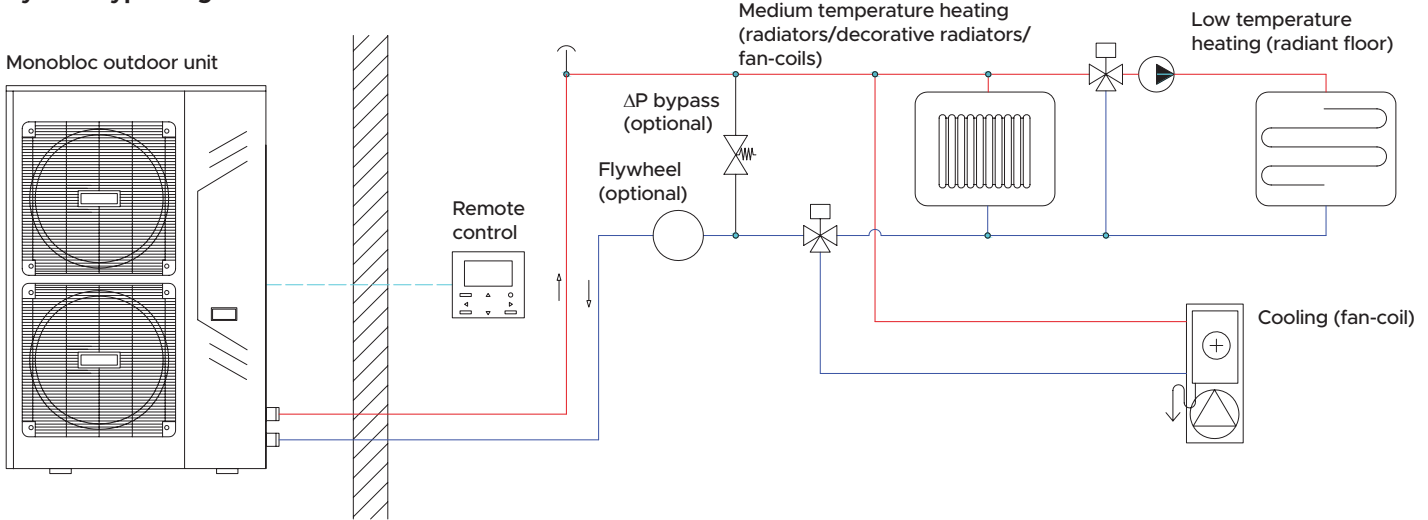 Medium temperature heating
(radiators/decorative radiators/
fan-coils)
Low temperature
heating (radiant floor)
Monobloc outdoor unit
ΔP bypass
(optional)
Flywheel
(optional)
Remote
control
Cooling (fan-coil)